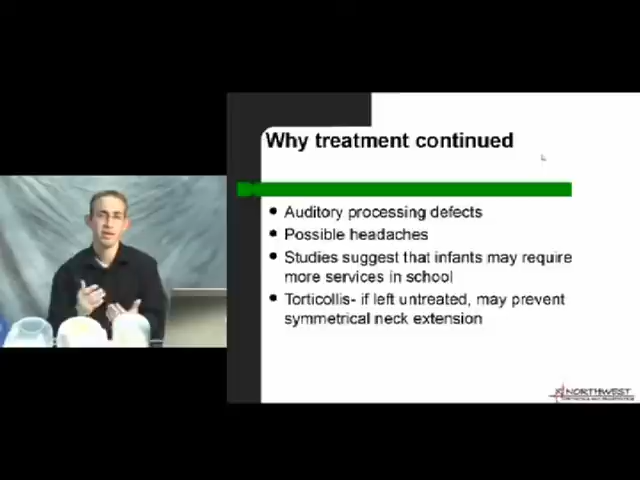 Why treatment continued
Auditory processing defects
Possible headaches
Studies suggest that infants may require
more services in school
Torticollis- if left untreated, may prevent
symmetrical neck extension
NORTHWEST